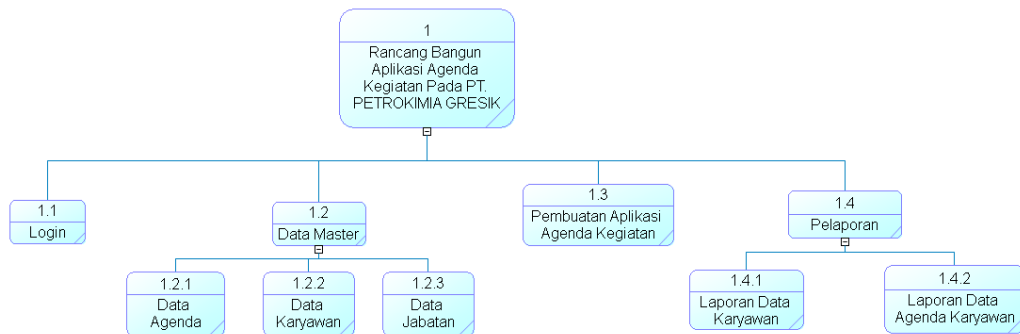 1
Rancang Bangun
Aplikasi Agenda
Kegiatan Pada PT.
PETROKIMIA GRESIK
1.1
Login
1.2
Data Master
1.3
Pembuatan Aplikasi
Agenda Kegiatan
1.4
Pelaporan
1.2.1
Data
Agenda
1.2.2
Data
Karyawan
1.2.3
Data
Jabatan
1.4.1
Laporan Data
Karyawan
1.4.2
Laporan Data
Agenda Karyawan